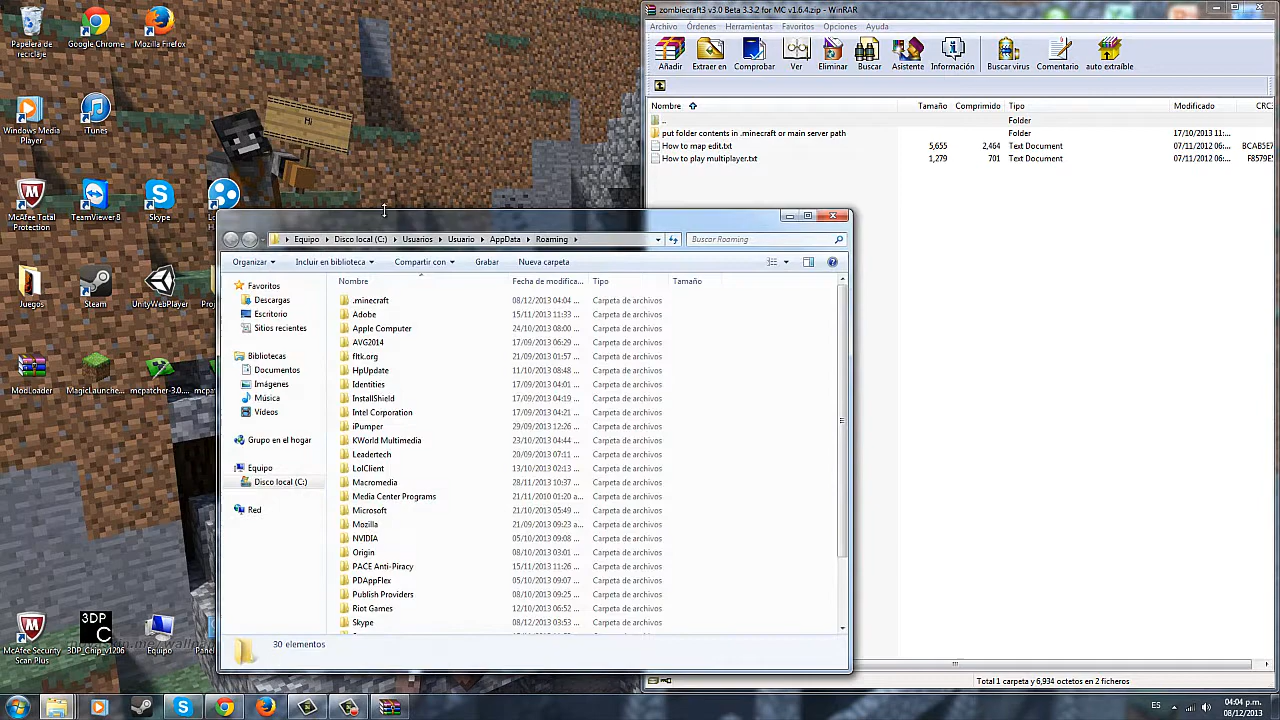 zombiecraft3 v3.0 Beta 3.3.2 for MC v1.6.4.zip - WinRAR
Archivo Órdenes Herramientas Favoritos Opciones Ayuda
Añadir Extraer en Comprobar Ver Eliminar Buscar Asistente Información Buscar virus Comentario auto extraíble
Nombre Tamaño Comprimido Tipo Modificado CRC
.. Folder
put folder contents in .minecraft or main server path Folder 17/10/2013 11:...
How to map edit.txt 5,655 2,464 Text Document 07/11/2012 06:... BCAB5E
How to play multiplayer.txt 1,279 701 Text Document 07/11/2012 06:... F8579E
Total 1 carpeta y 6,934 octetos en 2 ficheros
Papelera de reciclaje
Google Chrome
Mozilla Firefox
Hi
Windows Media Player
iTunes
McAfee Total Protection
TeamViewer 8
Skype
Juegos
Steam
UnityWebPlayer
ModLoader
MagicLaunche...
mcpatcher-3.0...
McAfee Security Scan Plus
3DP C
3DP_Chip_v1206
Equipo
Equipo Disco local (C:) Usuarios Usuario AppData Roaming
Buscar Roaming
Organizar Incluir en biblioteca Compartir con Grabar Nueva carpeta
Favoritos
Descargas
Escritorio
Sitios recientes
Bibliotecas
Documentos
Imágenes
Música
Vídeos
Grupo en el hogar
Equipo
Disco local (C:)
Red
Nombre Fecha de modifica... Tipo Tamaño
.minecraft 08/12/2013 04:04 ... Carpeta de archivos
Adobe 15/11/2013 11:33 ... Carpeta de archivos
Apple Computer 24/10/2013 08:00 ... Carpeta de archivos
AVG2014 17/09/2013 06:29 ... Carpeta de archivos
fltk.org 21/09/2013 01:57 ... Carpeta de archivos
HpUpdate 11/10/2013 08:48 ... Carpeta de archivos
Identities 17/09/2013 04:01 ... Carpeta de archivos
InstallShield 17/09/2013 04:19 ... Carpeta de archivos
Intel Corporation 17/09/2013 04:21 ... Carpeta de archivos
iPumper 29/09/2013 12:26 ... Carpeta de archivos
KWorld Multimedia 23/10/2013 04:44 ... Carpeta de archivos
Leadertech 20/09/2013 07:11 ... Carpeta de archivos
LolClient 13/10/2013 02:13 ... Carpeta de archivos
Macromedia 28/11/2013 10:37 ... Carpeta de archivos
Media Center Programs 21/11/2010 01:20 a... Carpeta de archivos
Microsoft 21/10/2013 05:49 ... Carpeta de archivos
Mozilla 21/09/2013 09:23 a... Carpeta de archivos
NVIDIA 05/10/2013 09:08 ... Carpeta de archivos
Origin 08/10/2013 03:01 ... Carpeta de archivos
PACE Anti-Piracy 15/11/2013 11:26 ... Carpeta de archivos
PDAppFlex 05/10/2013 09:07 ... Carpeta de archivos
Publish Providers 08/10/2013 09:25 ... Carpeta de archivos
Riot Games 12/10/2013 06:52 ... Carpeta de archivos
Skype 08/12/2013 03:53 ... Carpeta de archivos
30 elementos
ES
04:04 p.m.
08/12/2013